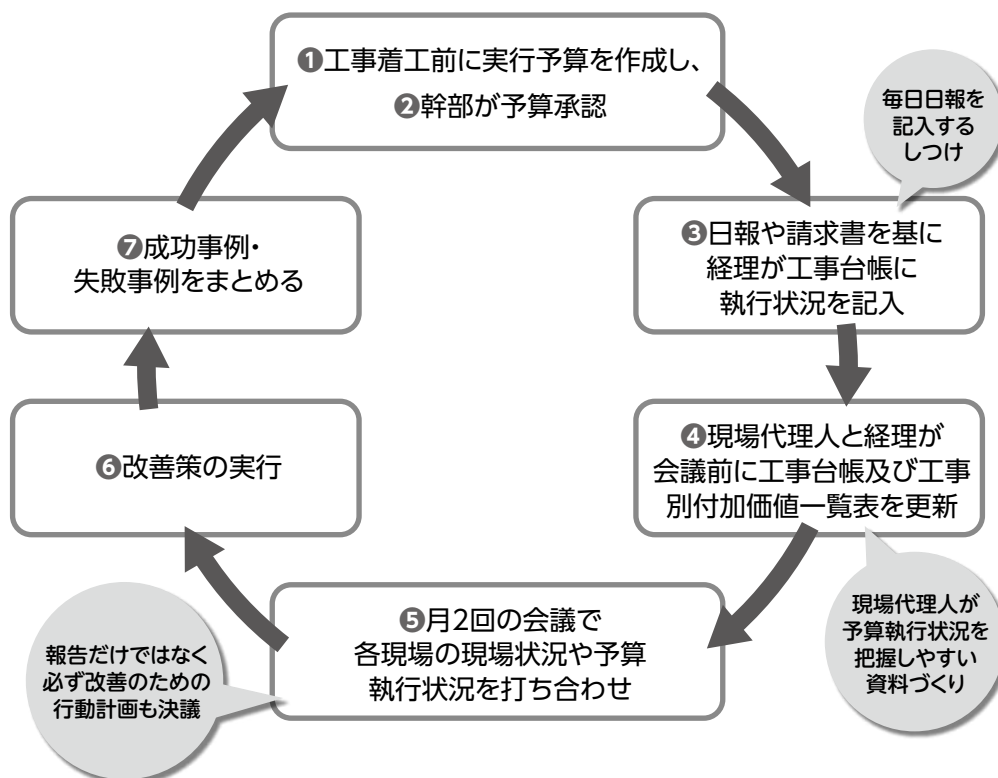 ❶工事着工前に実行予算を作成し、
❷幹部が予算承認
毎日日報を
記入する
しつけ
❸日報や請求書を基に
経理が工事台帳に
執行状況を記入
❹現場代理人と経理が
会議前に工事台帳及び工事
別付加価値一覧表を更新
現場代理人が
予算執行状況を
把握しやすい
資料づくり
❺月2回の会議で
各現場の現場状況や予算
執行状況を打ち合わせ
報告だけではなく
必ず改善のための
行動計画も決議
❻改善策の実行
❼成功事例・
失敗事例をまとめる